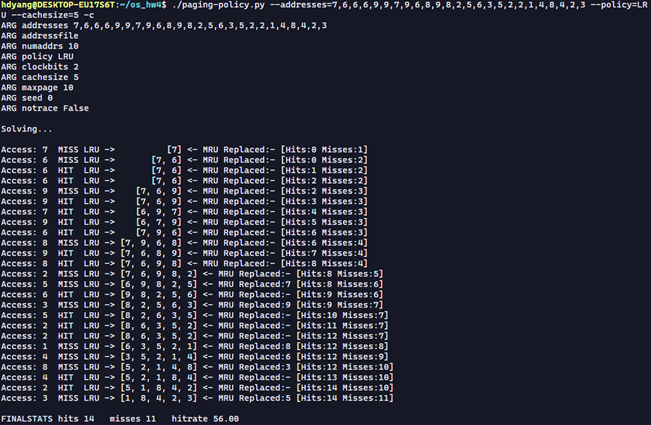 hdyang@DESKTOP-EU17S6T:~/os_hw4$ ./paging-policy.py --addresses=7,6,6,6,9,9,7,9,6,8,9,8,2,5,6,3,5,2,2,1,4,8,4,2,3 --policy=LR
U --cachesize=5 -c
ARG addresses 7,6,6,6,9,9,7,9,6,8,9,8,2,5,6,3,5,2,2,1,4,8,4,2,3
ARG addressfile
ARG numaddrs 10
ARG policy LRU
ARG clockbits 2
ARG cachesize 5
ARG maxpage 10
ARG seed 0
ARG notrace False

Solving...

Access: 7  MISS LRU ->          [7] <- MRU Replaced:- [Hits:0 Misses:1]
Access: 6  MISS LRU ->       [7, 6] <- MRU Replaced:- [Hits:0 Misses:2]
Access: 6  HIT  LRU ->       [7, 6] <- MRU Replaced:- [Hits:1 Misses:2]
Access: 6  HIT  LRU ->       [7, 6] <- MRU Replaced:- [Hits:2 Misses:2]
Access: 9  MISS LRU ->    [7, 6, 9] <- MRU Replaced:- [Hits:2 Misses:3]
Access: 9  HIT  LRU ->    [7, 6, 9] <- MRU Replaced:- [Hits:3 Misses:3]
Access: 7  HIT  LRU ->    [6, 9, 7] <- MRU Replaced:- [Hits:4 Misses:3]
Access: 9  HIT  LRU ->    [6, 7, 9] <- MRU Replaced:- [Hits:5 Misses:3]
Access: 6  HIT  LRU ->    [7, 9, 6] <- MRU Replaced:- [Hits:6 Misses:3]
Access: 8  MISS LRU -> [7, 9, 6, 8] <- MRU Replaced:- [Hits:6 Misses:4]
Access: 9  HIT  LRU -> [7, 6, 8, 9] <- MRU Replaced:- [Hits:7 Misses:4]
Access: 8  HIT  LRU -> [7, 6, 9, 8] <- MRU Replaced:- [Hits:8 Misses:4]
Access: 2  MISS LRU -> [7, 6, 9, 8, 2] <- MRU Replaced:- [Hits:8 Misses:5]
Access: 5  MISS LRU -> [6, 9, 8, 2, 5] <- MRU Replaced:7 [Hits:8 Misses:6]
Access: 6  HIT  LRU -> [9, 8, 2, 5, 6] <- MRU Replaced:- [Hits:9 Misses:6]
Access: 3  MISS LRU -> [8, 2, 5, 6, 3] <- MRU Replaced:9 [Hits:9 Misses:7]
Access: 5  HIT  LRU -> [8, 2, 6, 3, 5] <- MRU Replaced:- [Hits:10 Misses:7]
Access: 2  HIT  LRU -> [8, 6, 3, 5, 2] <- MRU Replaced:- [Hits:11 Misses:7]
Access: 2  HIT  LRU -> [8, 6, 3, 5, 2] <- MRU Replaced:- [Hits:12 Misses:7]
Access: 1  MISS LRU -> [6, 3, 5, 2, 1] <- MRU Replaced:8 [Hits:12 Misses:8]
Access: 4  MISS LRU -> [3, 5, 2, 1, 4] <- MRU Replaced:6 [Hits:12 Misses:9]
Access: 8  MISS LRU -> [5, 2, 1, 4, 8] <- MRU Replaced:3 [Hits:12 Misses:10]
Access: 4  HIT  LRU -> [5, 2, 1, 8, 4] <- MRU Replaced:- [Hits:13 Misses:10]
Access: 2  HIT  LRU -> [5, 1, 8, 4, 2] <- MRU Replaced:- [Hits:14 Misses:10]
Access: 3  MISS LRU -> [1, 8, 4, 2, 3] <- MRU Replaced:5 [Hits:14 Misses:11]

FINALSTATS hits 14   misses 11   hitrate 56.00